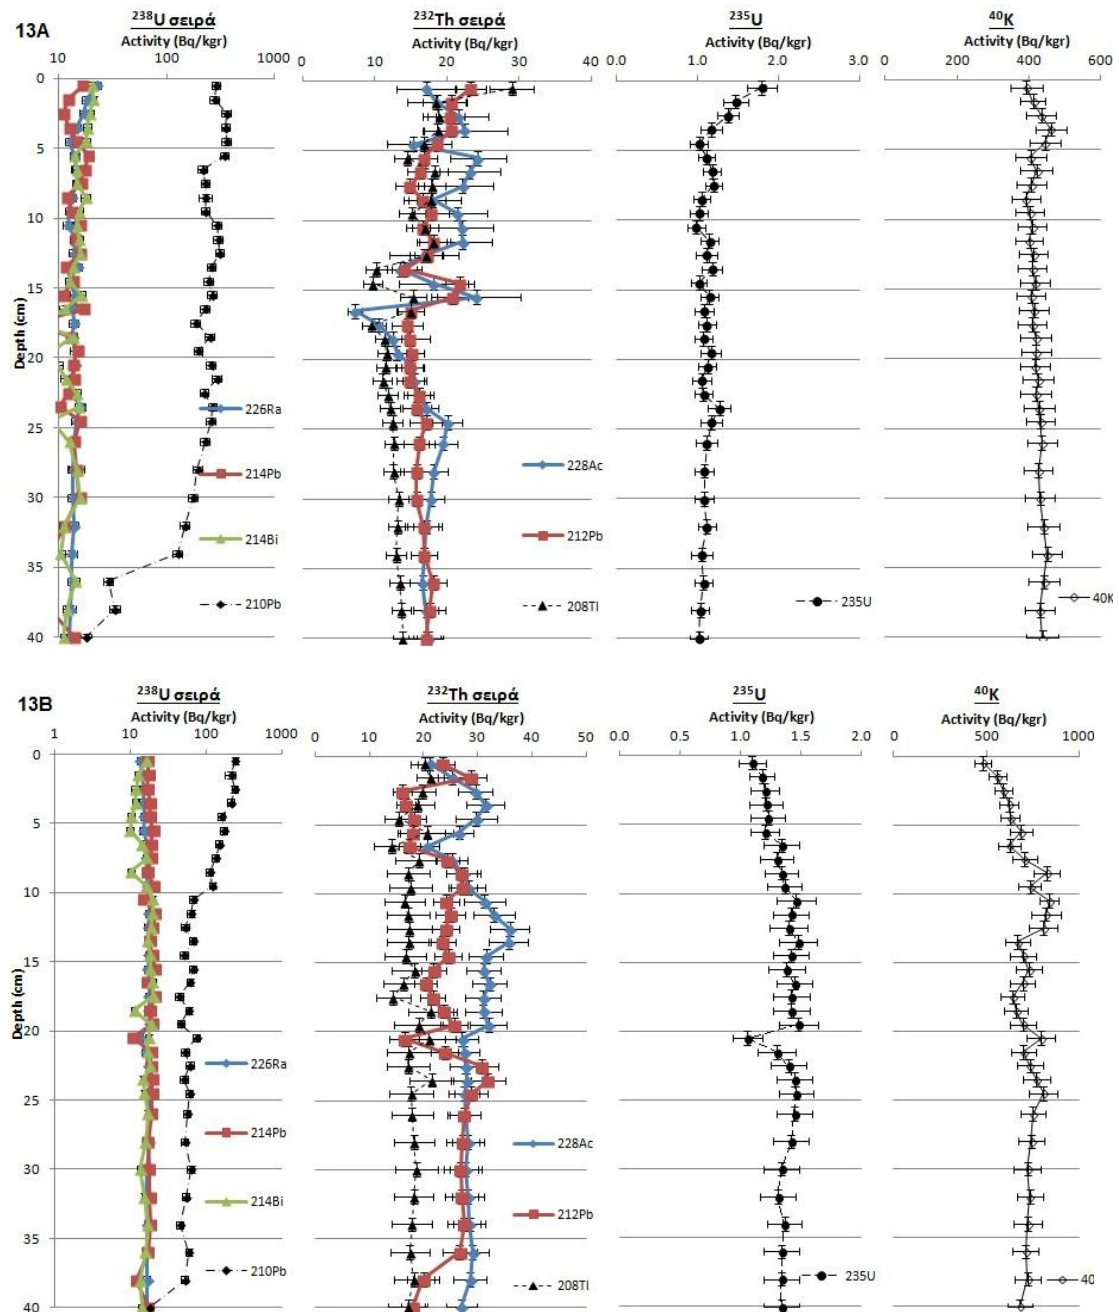 13A
238U σειρά
Activity (Bq/kgr)
232Th σειρά
Activity (Bq/kgr)
235U
Activity (Bq/kgr)
40K
Activity (Bq/kgr)
10 100 1000
0 10 20 30 40
0.0 1.0 2.0 3.0
0 200 400 600
0
5
10
15
20
25
30
35
40
Depth (cm)
226Ra
214Pb
214Bi
210Pb
228Ac
212Pb
208Tl
235U
40K
13B
238U σειρά
Activity (Bq/kgr)
232Th σειρά
Activity (Bq/kgr)
235U
Activity (Bq/kgr)
40K
Activity (Bq/kgr)
1 10 100 1000
0 10 20 30 40 50
0.0 0.5 1.0 1.5 2.0
0 500 1000
0
5
10
15
20
25
30
35
40
Depth (cm)
226Ra
214Pb
214Bi
210Pb
228Ac
212Pb
208Tl
235U
40